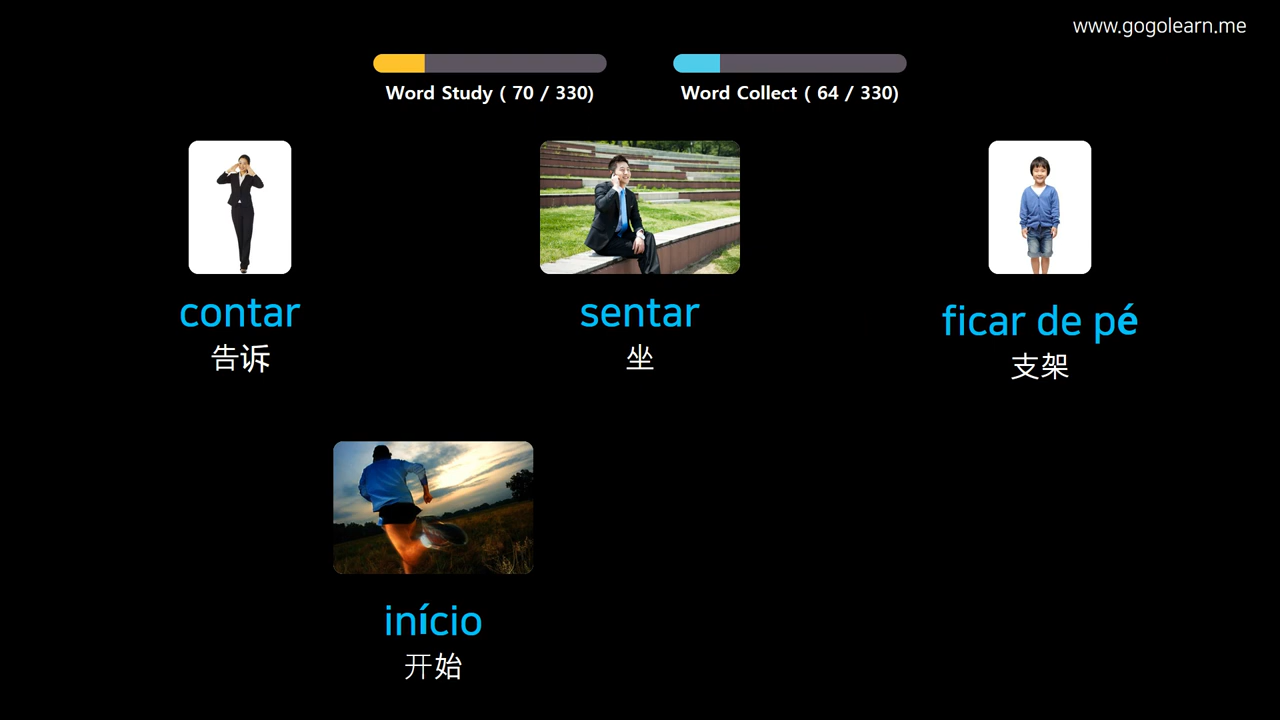 www.gogolearn.me
Word Study ( 70 / 330)
Word Collect ( 64 / 330)
contar
告诉
sentar
坐
ficar de pé
支架
início
开始